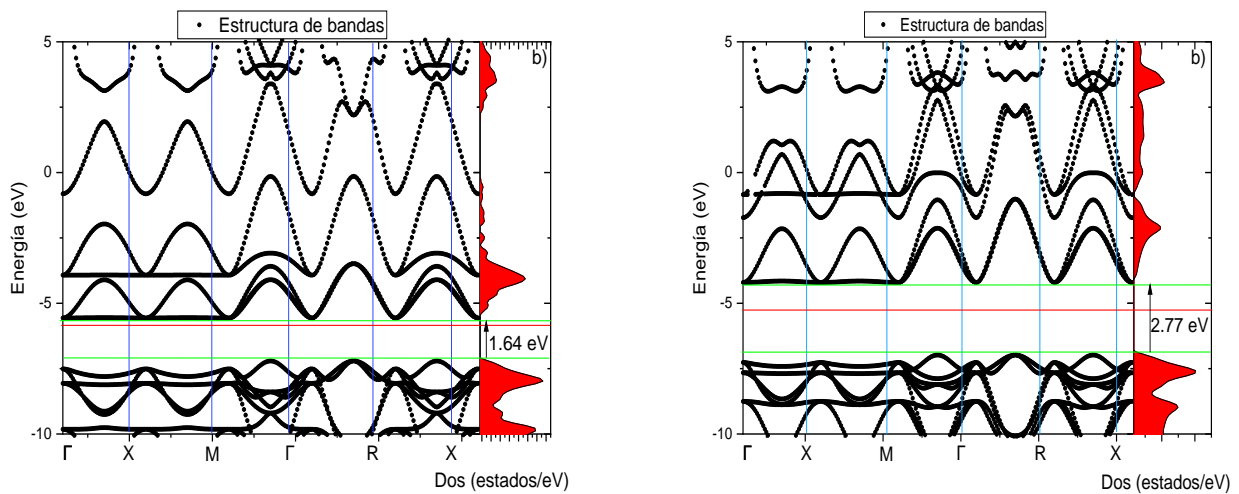 Estructura de bandas
b)
5
0
-5
-10
Energía (eV)
1.64 eV
Γ X M Γ R X
Dos (estados/eV)
Estructura de bandas
b)
5
0
-5
-10
Energía (eV)
2.77 eV
Γ X M Γ R X
Dos (estados/eV)